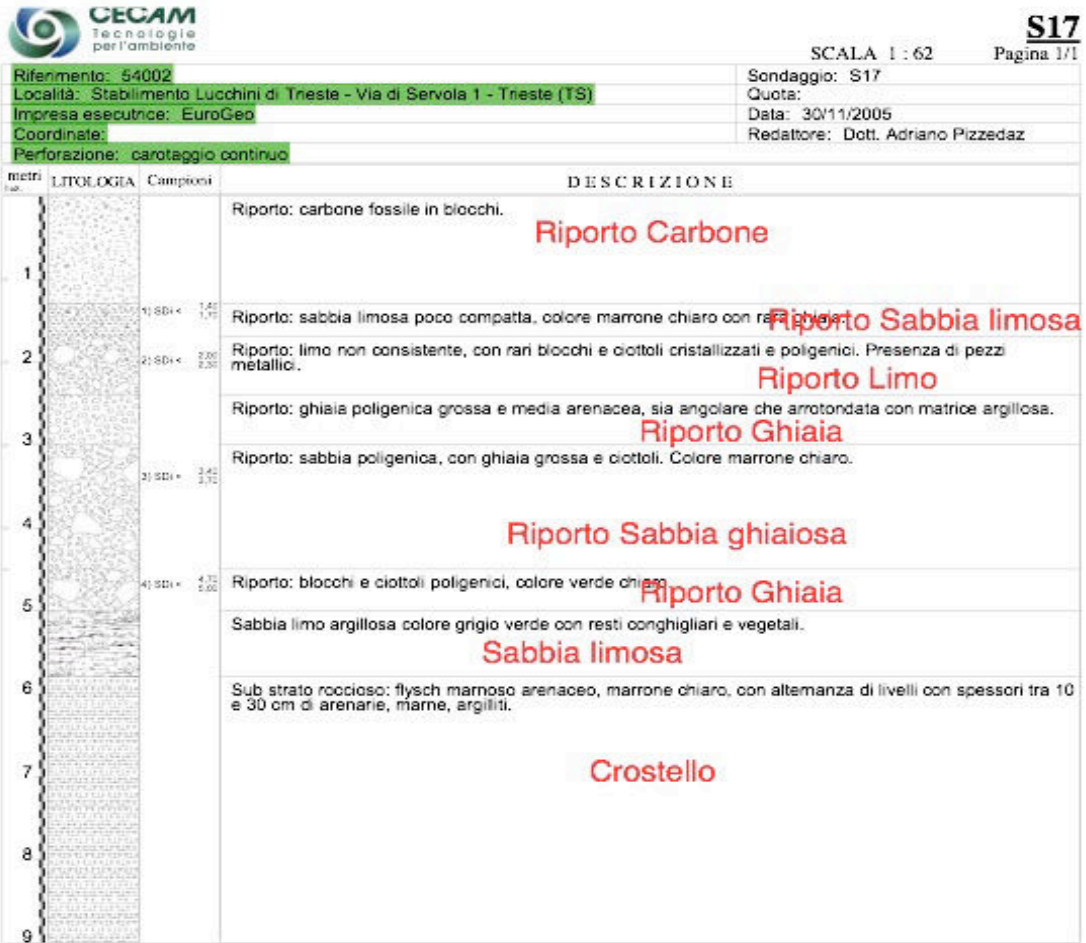 CECAM
Tecnologie
per l'ambiente
S17
SCALA 1 : 62 Pagina 1/1
Riferimento: 54002 Sondaggio: S17
Località: Stabilimento Lucchini di Trieste - Via di Servola 1 - Trieste (TS) Quota:
Impresa esecutrice: EuroGeo Data: 30/11/2005
Coordinate: Redattore: Dott. Adriano Pizzedaz
Perforazione: carotaggio continuo
metri LITOLOGIA Campioni DESCRIZIONE
Riporto: carbone fossile in blocchi.
Riporto Carbone
1
1) SDi <
Riporto: sabbia limosa poco compatta, colore marrone chiaro con rara ghiaia.
Riporto Sabbia limosa
2
2) SDi <
Riporto: limo non consistente, con rari blocchi e ciottoli cristallizzati e poligenici. Presenza di pezzi
metallici.
Riporto Limo
Riporto: ghiaia poligenica grossa e media arenacea, sia angolare che arrotondata con matrice argillosa.
3
Riporto Ghiaia
Riporto: sabbia poligenica, con ghiaia grossa e ciottoli. Colore marrone chiaro.
3) SDi <
4
Riporto Sabbia ghiaiosa
4) SDi <
Riporto: blocchi e ciottoli poligenici, colore verde chiaro.
Riporto Ghiaia
5
Sabbia limo argillosa colore grigio verde con resti conghigliari e vegetali.
Sabbia limosa
6
Sub strato roccioso: flysch marnoso arenaceo, marrone chiaro, con alternanza di livelli con spessori tra 10
e 30 cm di arenarie, marne, argilliti.
7
Crostello
8
9